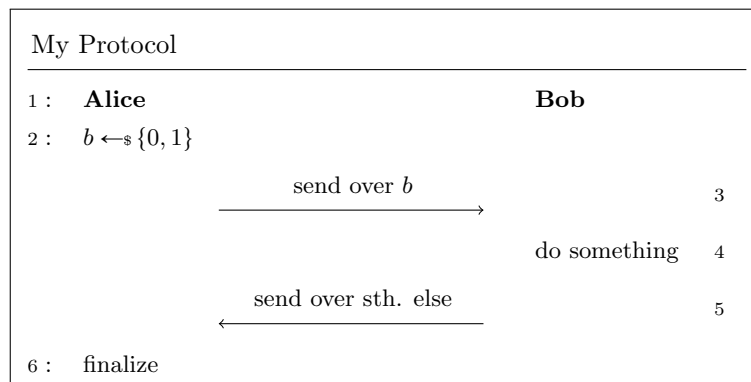 My Protocol
1 : Alice Bob
2 : b ←$ {0, 1}
send over b 3
do something 4
send over sth. else 5
6 : finalize